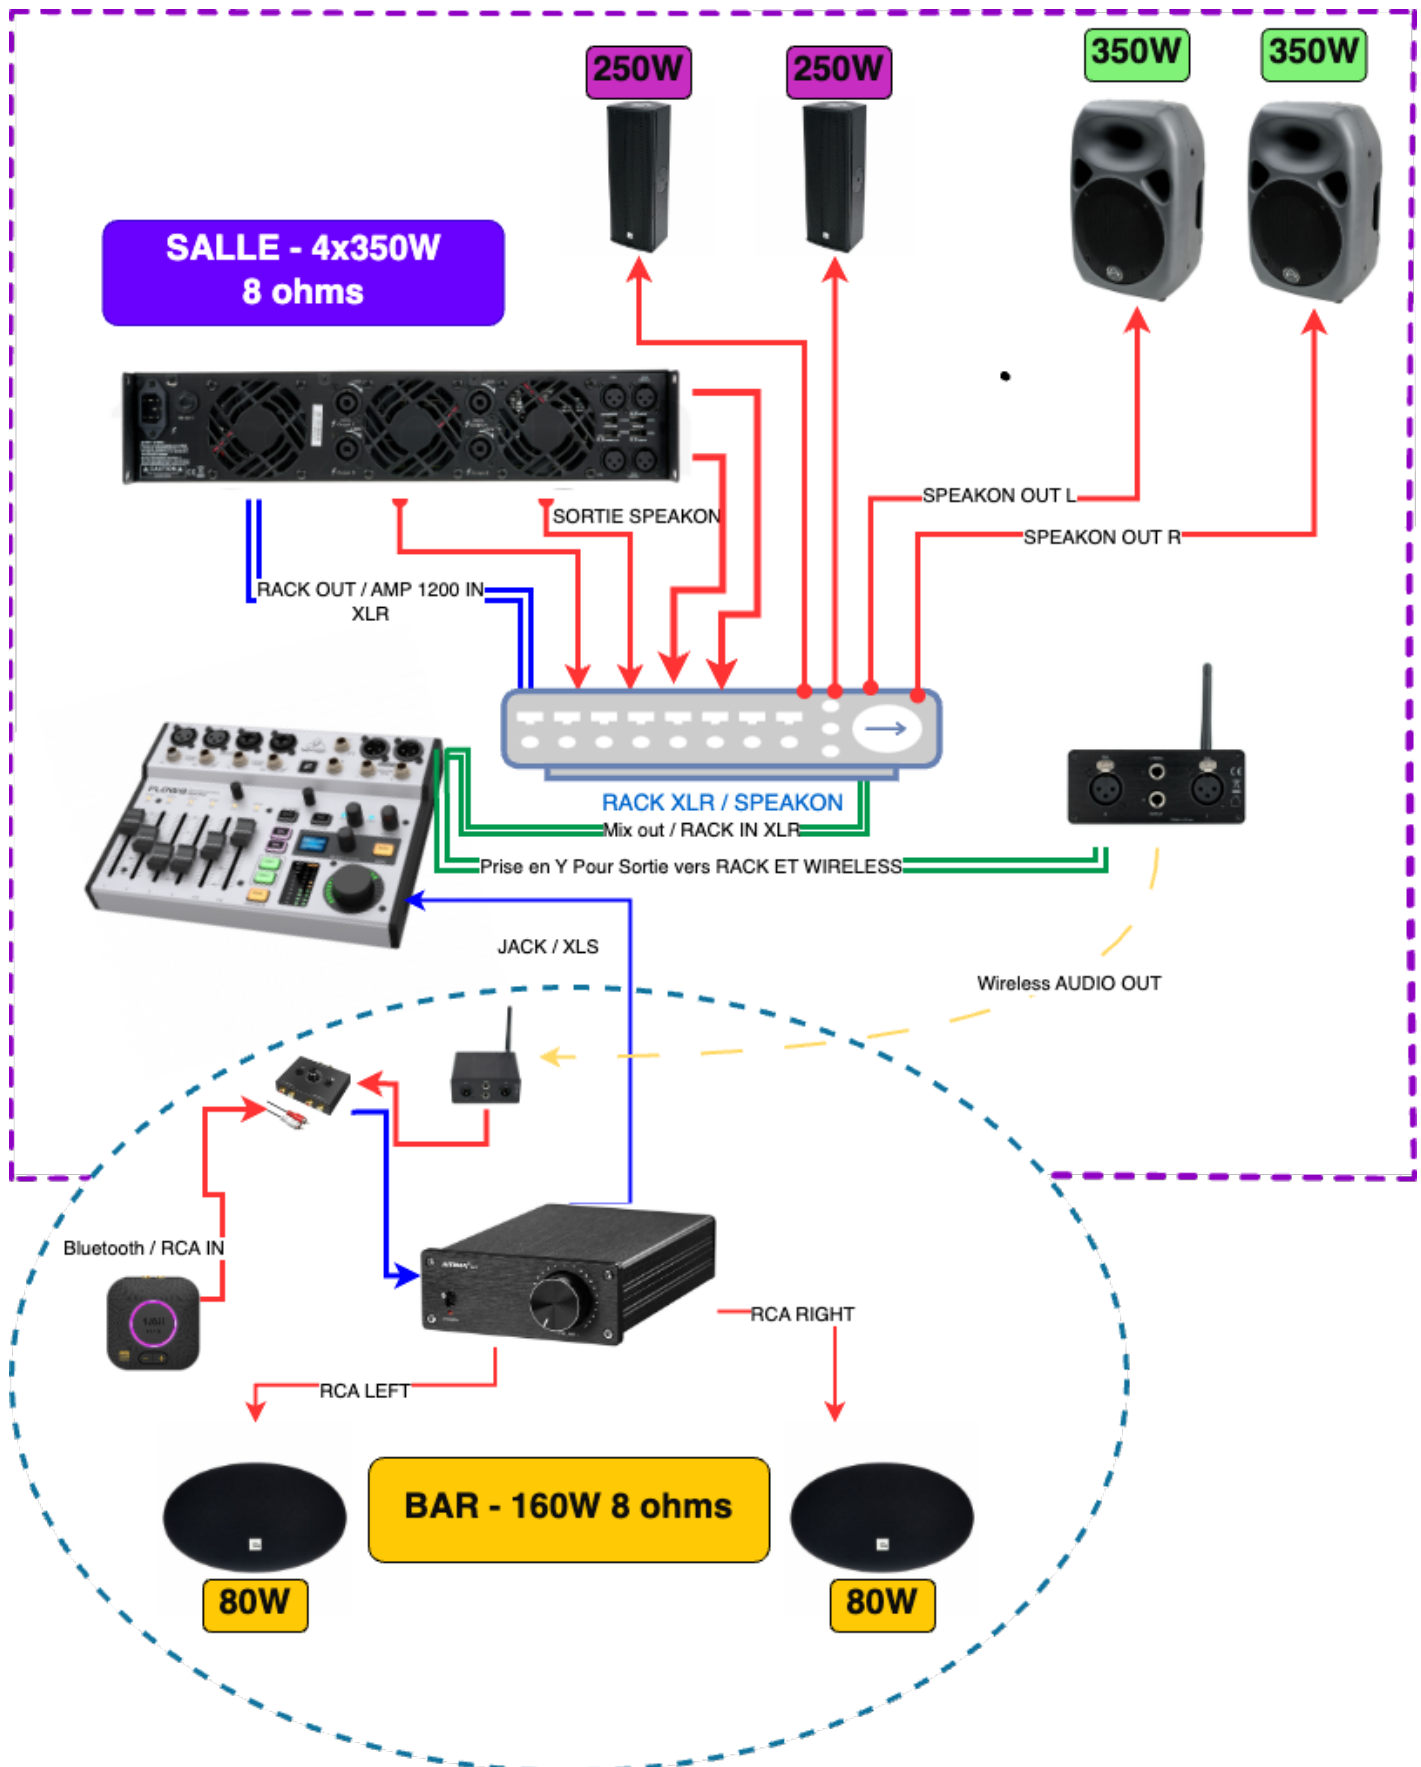 250W
250W
350W
350W
SALLE - 4x350W
8 ohms
SPEAKON OUT L
SORTIE SPEAKON
SPEAKON OUT R
RACK OUT / AMP 1200 IN
XLR
FLOW8
RACK XLR / SPEAKON
Mix out / RACK IN XLR
Prise en Y Pour Sortie vers RACK ET WIRELESS
JACK / XLS
Wireless AUDIO OUT
Bluetooth / RCA IN
RCA RIGHT
RCA LEFT
BAR - 160W 8 ohms
80W
80W